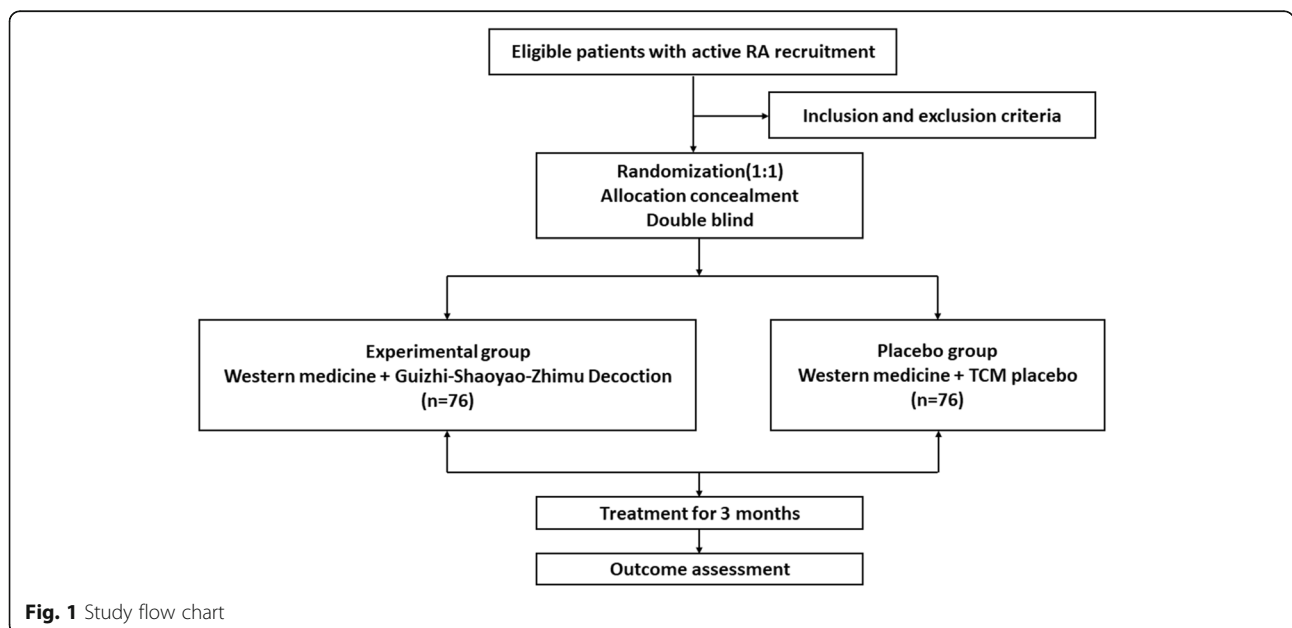 Eligible patients with active RA recruitment
Inclusion and exclusion criteria
Randomization(1:1)
Allocation concealment
Double blind
Experimental group
Western medicine + Guizhi-Shaoyao-Zhimu Decoction
(n=76)
Placebo group
Western medicine + TCM placebo
(n=76)
Treatment for 3 months
Outcome assessment
Fig. 1 Study flow chart